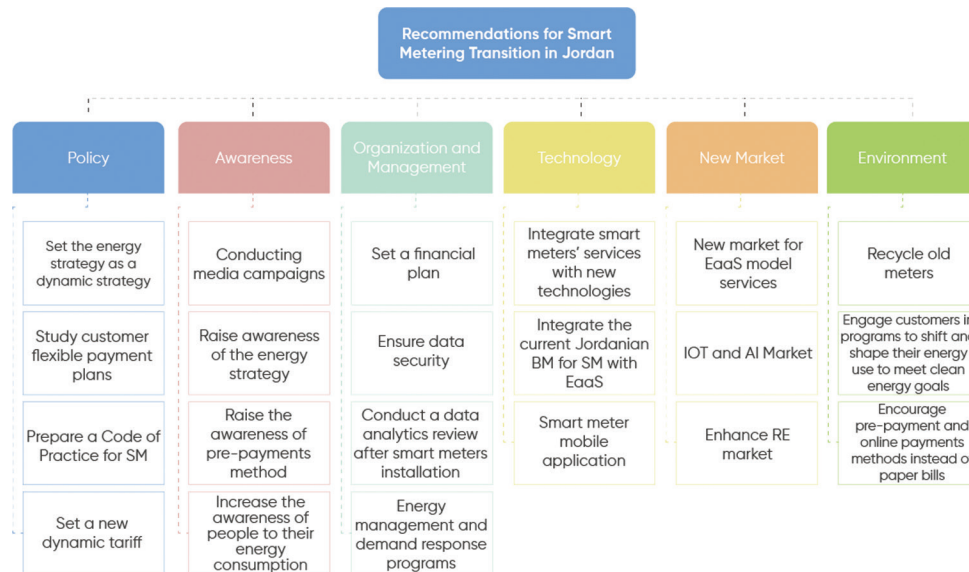 Recommendations for Smart
Metering Transition in Jordan
Policy
Awareness
Organization and
Management
Technology
New Market
Environment
Set the energy
strategy as a
dynamic strategy
Study customer
flexible payment
plans
Prepare a Code of
Practice for SM
Set a new
dynamic tariff
Conducting
media campaigns
Raise awareness
of the energy
strategy
Raise the
awareness of
pre-payments
method
Increase the
awareness of
people to their
energy
consumption
Set a financial
plan
Ensure data
security
Conduct a data
analytics review
after smart meters
installation
Energy
management and
demand response
programs
Integrate smart
meters' services
with new
technologies
Integrate the
current Jordanian
BM for SM with
EaaS
Smart meter
mobile
application
New market for
EaaS model
services
IOT and AI Market
Enhance RE
market
Recycle old
meters
Engage customers in
programs to shift and
shape their energy
use to meet clean
energy goals
Encourage
pre-payment and
online payments
methods instead o
paper bills